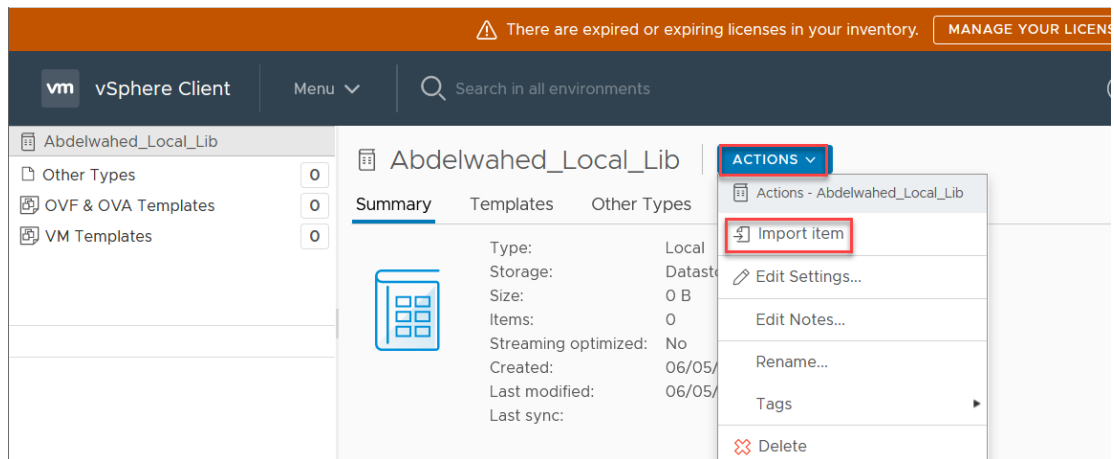 There are expired or expiring licenses in your inventory. MANAGE YOUR
vm vSphere Client Menu Search in all environments
Abdelwahed_Local_Lib
Other Types 0
OVF & OVA Templates 0
VM Templates 0
Abdelwahed_Local_Lib ACTIONS
Summary Templates Other Types
Type: Local
Storage:
Size: 0 B
Items: 0
Streaming optimized: No
Created: 06/05/
Last modified: 06/05/
Last sync:
Actions - Abdelwahed_Local_Lib
Import item
Edit Settings...
Edit Notes...
Rename...
Tags
Delete